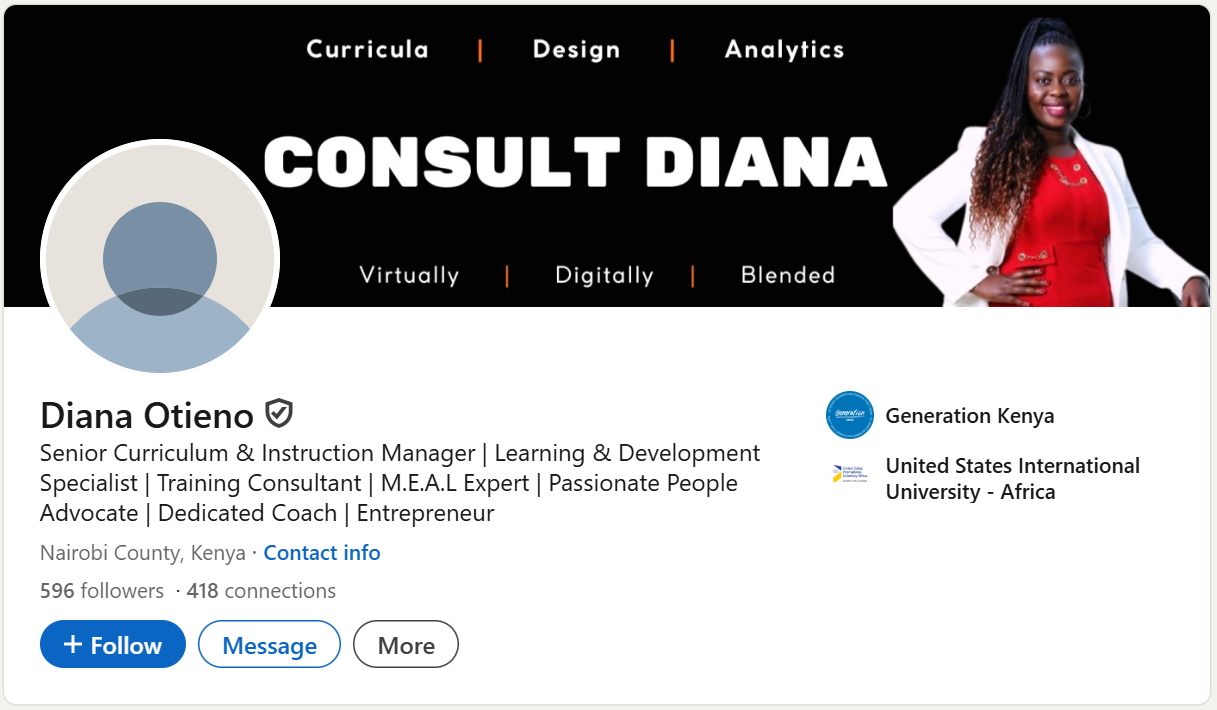 Curricula | Design | Analytics
CONSULT DIANA
Virtually | Digitally | Blended
Diana Otieno
Senior Curriculum & Instruction Manager | Learning & Development
Specialist | Training Consultant | M.E.A.L Expert | Passionate People
Advocate | Dedicated Coach | Entrepreneur
Nairobi County, Kenya · Contact info
596 followers · 418 connections
+ Follow
Message
More
Generation
Generation Kenya
United States International
University - Africa